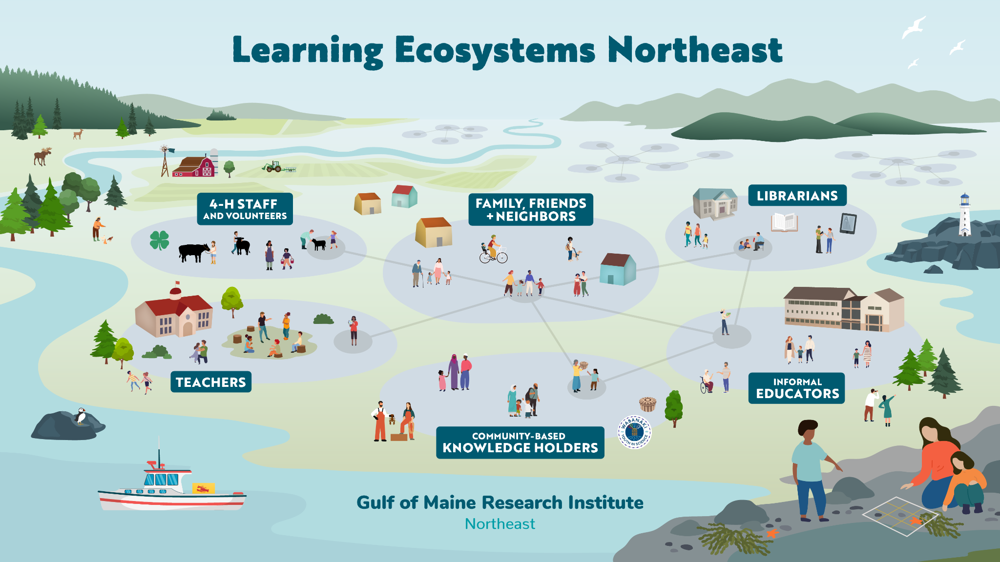 Learning Ecosystems Northeast
4-H STAFF
AND VOLUNTEERS
FAMILY, FRIENDS
+ NEIGHBORS
LIBRARIANS
TEACHERS
INFORMAL
EDUCATORS
COMMUNITY-BASED
KNOWLEDGE HOLDERS
WABANAKI
YOUTH IN SCIENCE
Gulf of Maine Research Institute
Northeast